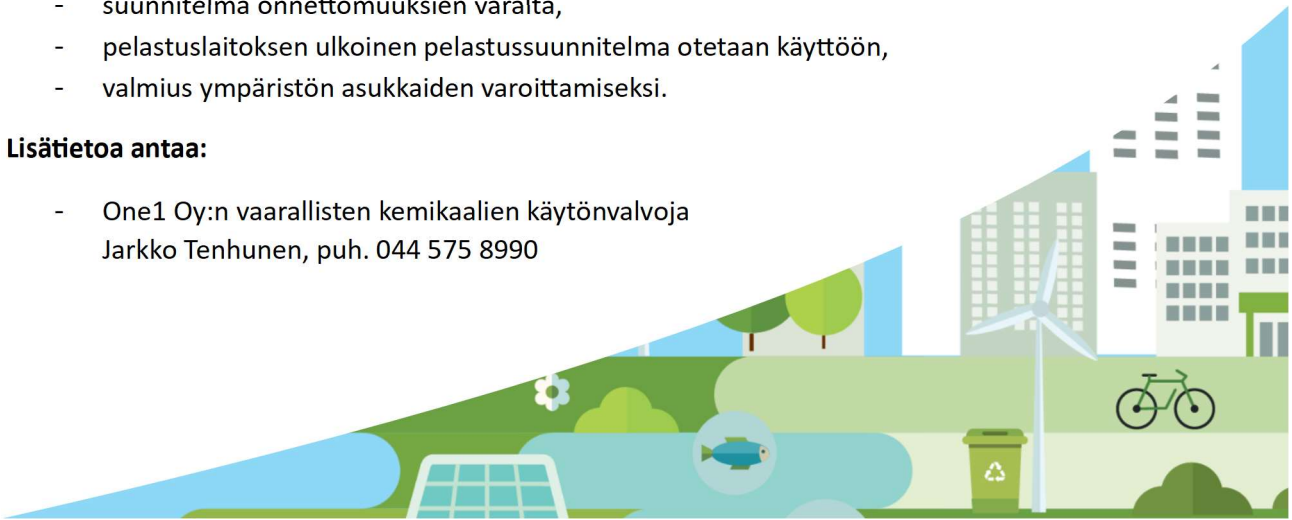 - suunnitelma onnettomuuksien varalta,
- pelastuslaitoksen ulkoinen pelastussuunnitelma otetaan käyttöön,
- valmius ympäristön asukkaiden varoittamiseksi.
Lisätietoa antaa:
- One1 Oy:n vaarallisten kemikaalien käytönvalvoja
Jarkko Tenhunen, puh. 044 575 8990